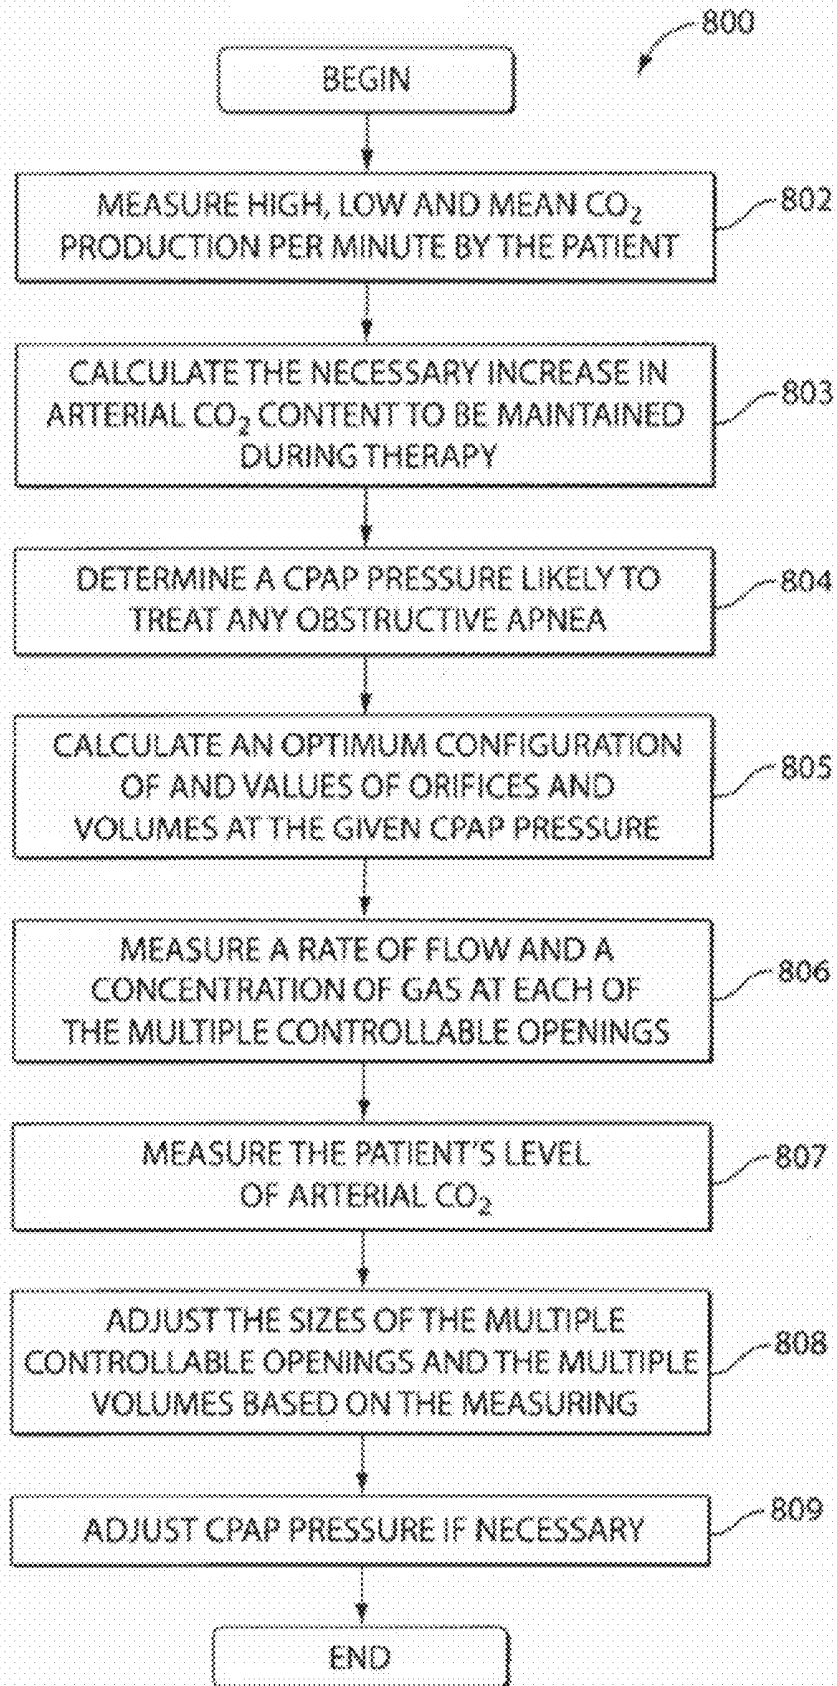 800
BEGIN
MEASURE HIGH, LOW AND MEAN CO₂
PRODUCTION PER MINUTE BY THE PATIENT
802
CALCULATE THE NECESSARY INCREASE IN
ARTERIAL CO₂ CONTENT TO BE MAINTAINED
DURING THERAPY
803
DETERMINE A CPAP PRESSURE LIKELY TO
TREAT ANY OBSTRUCTIVE APNEA
804
CALCULATE AN OPTIMUM CONFIGURATION
OF AND VALUES OF ORIFICES AND
VOLUMES AT THE GIVEN CPAP PRESSURE
805
MEASURE A RATE OF FLOW AND A
CONCENTRATION OF GAS AT EACH OF
THE MULTIPLE CONTROLLABLE OPENINGS
806
MEASURE THE PATIENT'S LEVEL
OF ARTERIAL CO₂
807
ADJUST THE SIZES OF THE MULTIPLE
CONTROLLABLE OPENINGS AND THE MULTIPLE
VOLUMES BASED ON THE MEASURING
808
ADJUST CPAP PRESSURE IF NECESSARY
809
END